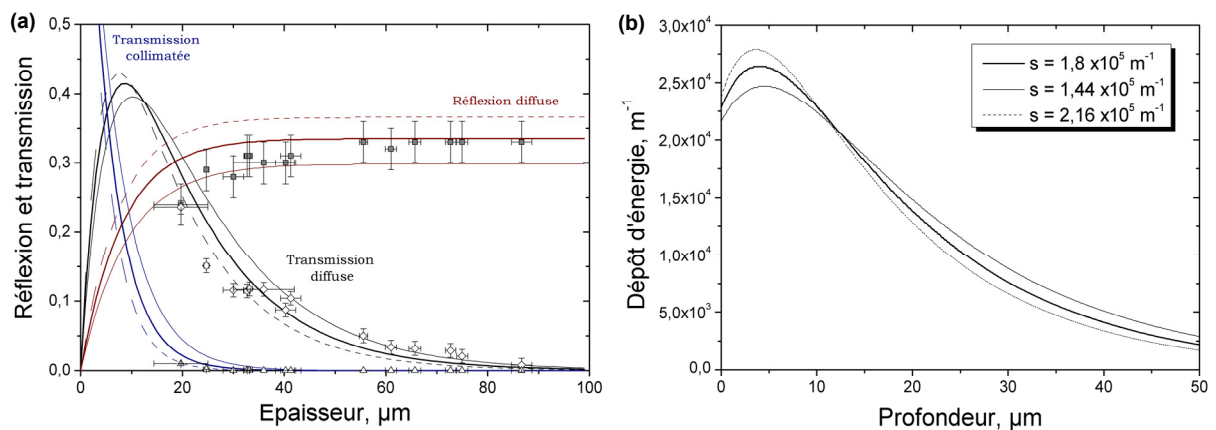 (a)
Réflexion et transmission
0,5
0,4
0,3
0,2
0,1
0,0
Transmission
collimatée
Réflexion diffuse
Transmission
diffuse
0
20
40
60
80
100
Epaisseur, µm
(b)
Dépôt d'énergie, m⁻¹
3,0x10⁴
2,5x10⁴
2,0x10⁴
1,5x10⁴
1,0x10⁴
5,0x10³
0,0
s = 1,8 x10⁵ m⁻¹
s = 1,44 x10⁵ m⁻¹
s = 2,16 x10⁵ m⁻¹
0
10
20
30
40
50
Profondeur, µm